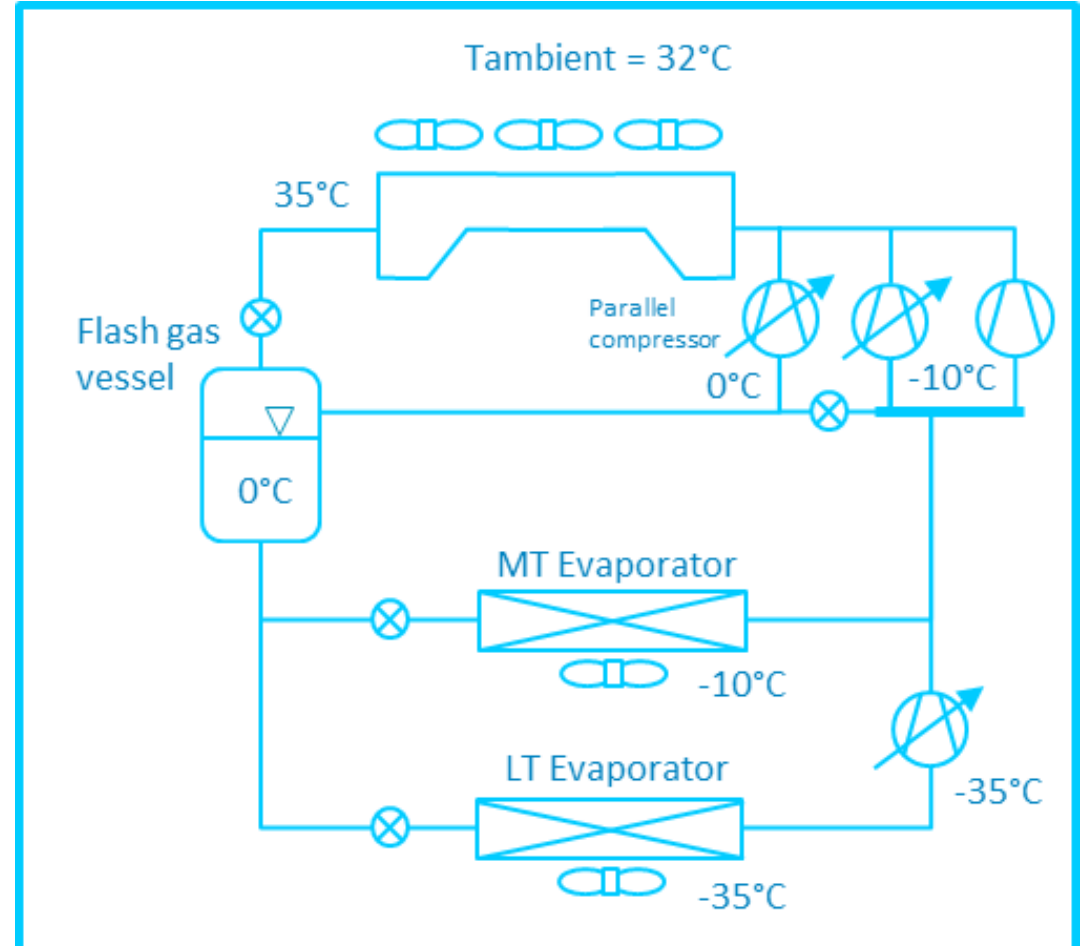 Tambient = 32°C
35°C
Parallel
compressor
Flash gas
vessel
0°C
-10°C
0°C
MT Evaporator
-10°C
LT Evaporator
-35°C
-35°C